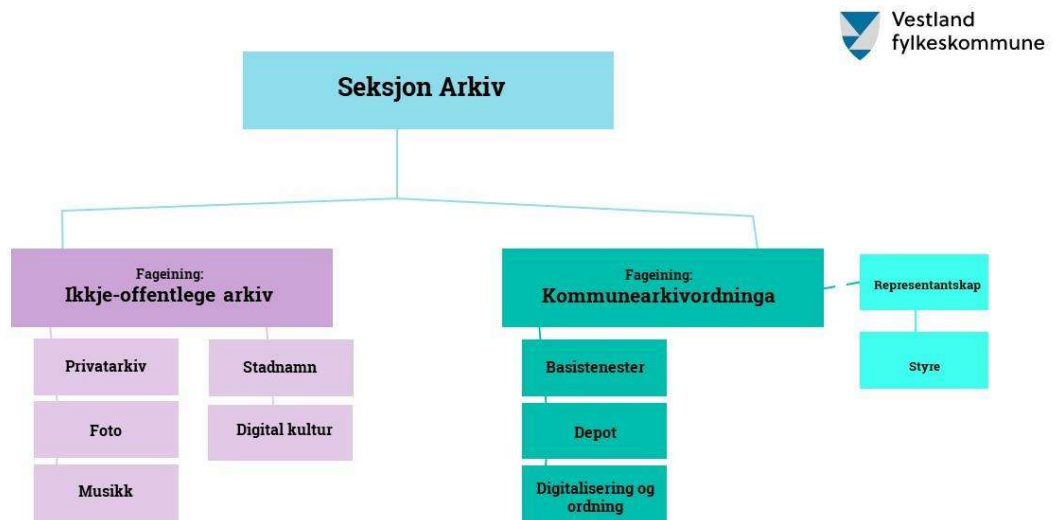 Vestland
fylkeskommune
Seksjon Arkiv
Fageining:
Ikkje-offentlege arkiv
Privatarkiv
Foto
Musikk
Stadnamn
Digital kultur
Fageining:
Kommunearkivordninga
Basistenester
Depot
Digitalisering og
ordning
Representantskap
Styre